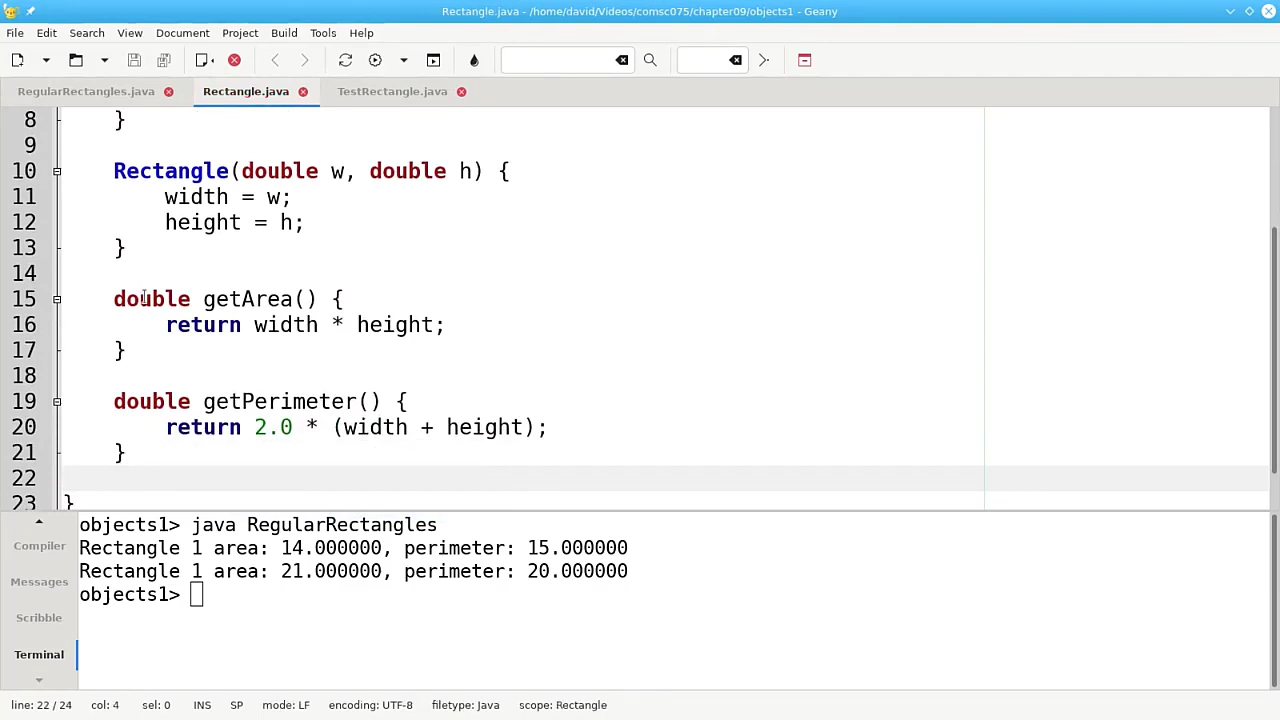 Rectangle.java - /home/david/Videos/comsc075/chapter09/objects1 - Geany
File Edit Search View Document Project Build Tools Help
RegularRectangles.java Rectangle.java TestRectangle.java
8 }
9
10 Rectangle(double w, double h) {
11 width = w;
12 height = h;
13 }
14
15 double getArea() {
16 return width * height;
17 }
18
19 double getPerimeter() {
20 return 2.0 * (width + height);
21 }
22
23 }
Compiler
Messages
Scribble
Terminal
objects1> java RegularRectangles
Rectangle 1 area: 14.000000, perimeter: 15.000000
Rectangle 1 area: 21.000000, perimeter: 20.000000
objects1>
line: 22 / 24 col: 4 sel: 0 INS SP mode: LF encoding: UTF-8 filetype: Java scope: Rectangle